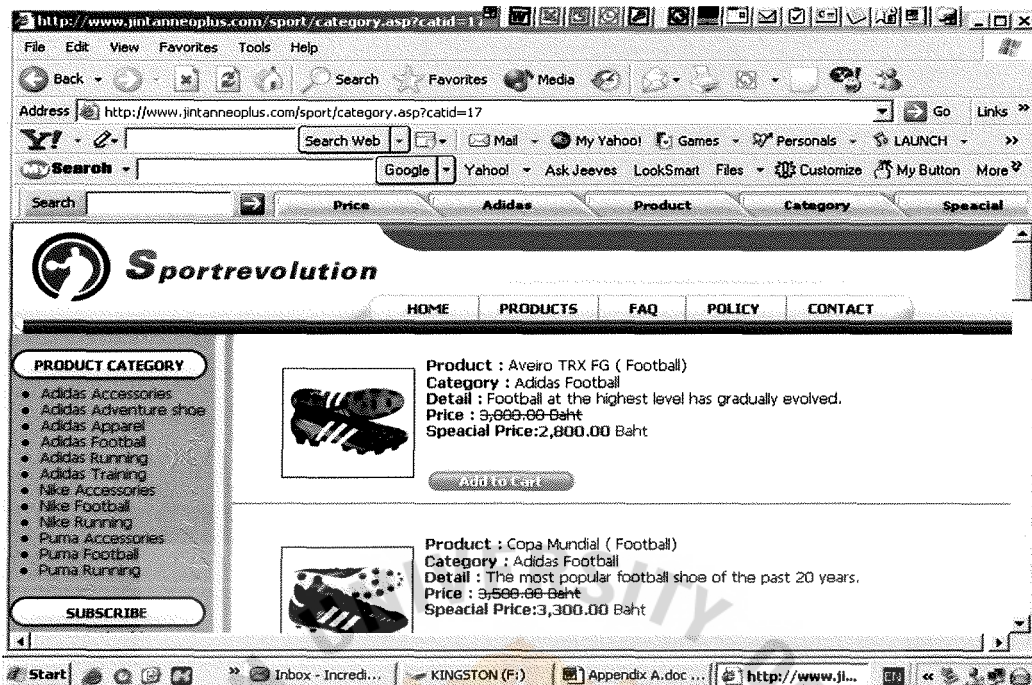 http://www.jintanneoplus.com/sport/category.asp?catid=17
File Edit View Favorites Tools Help
Back Search Favorites Media
Address http://www.jintanneoplus.com/sport/category.asp?catid=17 Go Links »
Y! Search Web Mail My Yahoo! Games Personals LAUNCH »
My Search Google Yahoo! Ask Jeeves LookSmart Files Customize My Button More
Search Price Adidas Product Category Speacial
Sportrevolution
HOME PRODUCTS FAQ POLICY CONTACT
PRODUCT CATEGORY
Adidas Accessories
Adidas Adventure shoe
Adidas Apparel
Adidas Football
Adidas Running
Adidas Training
Nike Accessories
Nike Football
Nike Running
Puma Accessories
Puma Football
Puma Running
SUBSCRIBE
Product : Aveiro TRX FG ( Football)
Category : Adidas Football
Detail : Football at the highest level has gradually evolved.
Price : 3,000.00 Baht
Speacial Price:2,800.00 Baht
Add to Cart
Product : Copa Mundial ( Football)
Category : Adidas Football
Detail : The most popular football shoe of the past 20 years.
Price : 3,500.00 Baht
Speacial Price:3,300.00 Baht
UNIVERSITY
Start » Inbox - Incredi... KINGSTON (F:) Appendix A.doc ... http://www.ji... EN «